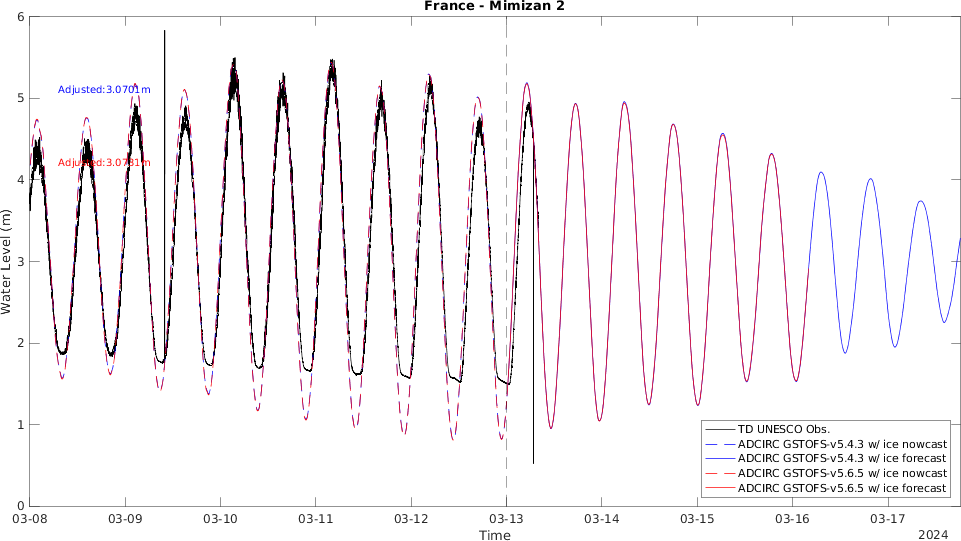 France - Mimizan 2
6
5
4
3
2
1
0
Water Level (m)
Adjusted:3.0701m
Adjusted:3.0731m
TD UNESCO Obs.
ADCIRC GSTOFS-v5.4.3 w/ ice nowcast
ADCIRC GSTOFS-v5.4.3 w/ ice forecast
ADCIRC GSTOFS-v5.6.5 w/ ice nowcast
ADCIRC GSTOFS-v5.6.5 w/ ice forecast
03-08 03-09 03-10 03-11 03-12 03-13 03-14 03-15 03-16 03-17
Time
2024